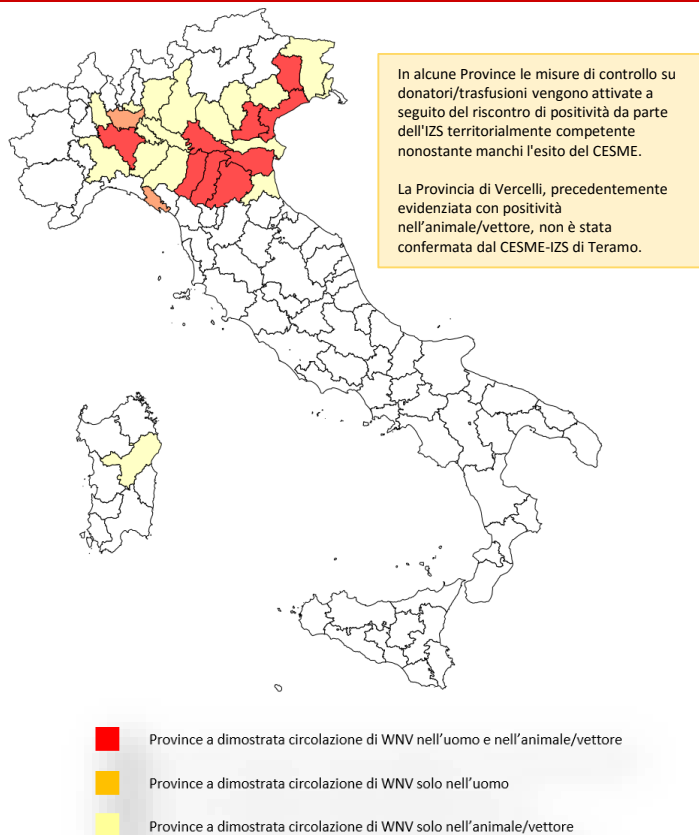 In alcune Province le misure di controllo su
donatori/trasfusioni vengono attivate a
seguito del riscontro di positività da parte
dell'IZS territorialmente competente
nonostante manchi l'esito del CESME.
La Provincia di Vercelli, precedentemente
evidenziata con positività
nell’animale/vettore, non è stata
confermata dal CESME-IZS di Teramo.
Province a dimostrata circolazione di WNV nell’uomo e nell’animale/vettore
Province a dimostrata circolazione di WNV solo nell’uomo
Province a dimostrata circolazione di WNV solo nell’animale/vettore